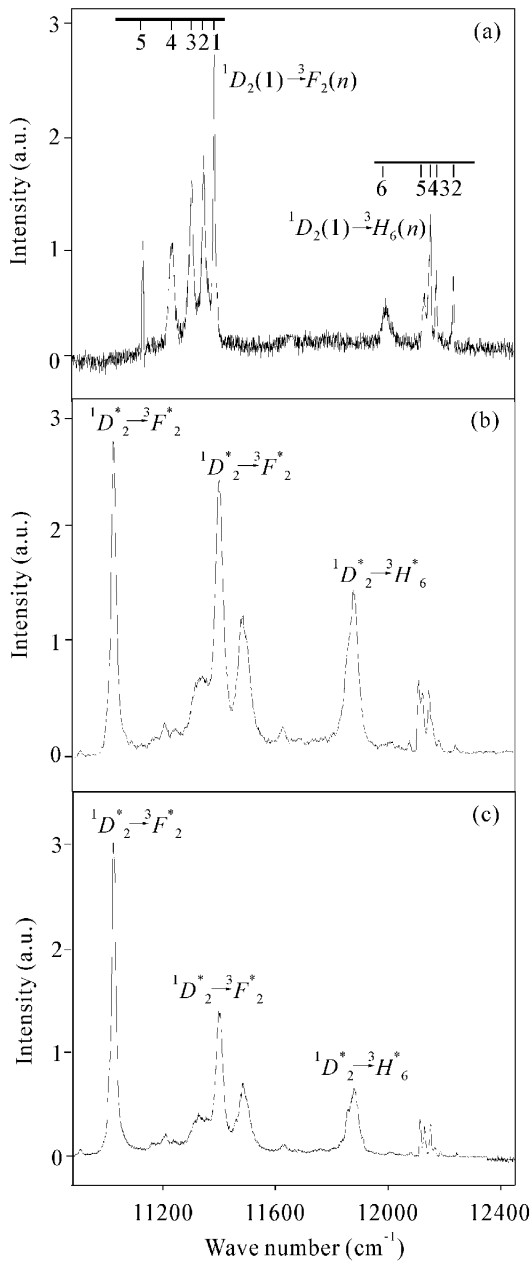 3
(a)
5 4 3 2 1
¹D₂(1)→³F₂(n)
2
6 5 4 3 2
¹D₂(1)→³H₆(n)
1
0
Intensity (a.u.)
(b)
¹D*₂→³F*₂
3
¹D*₂→³F*₂
2
¹D*₂→³H*₆
1
0
Intensity (a.u.)
(c)
¹D*₂→³F*₂
3
2
¹D*₂→³F*₂
¹D*₂→³H*₆
1
0
Intensity (a.u.)
11200 11600 12000 12400
Wave number (cm⁻¹)